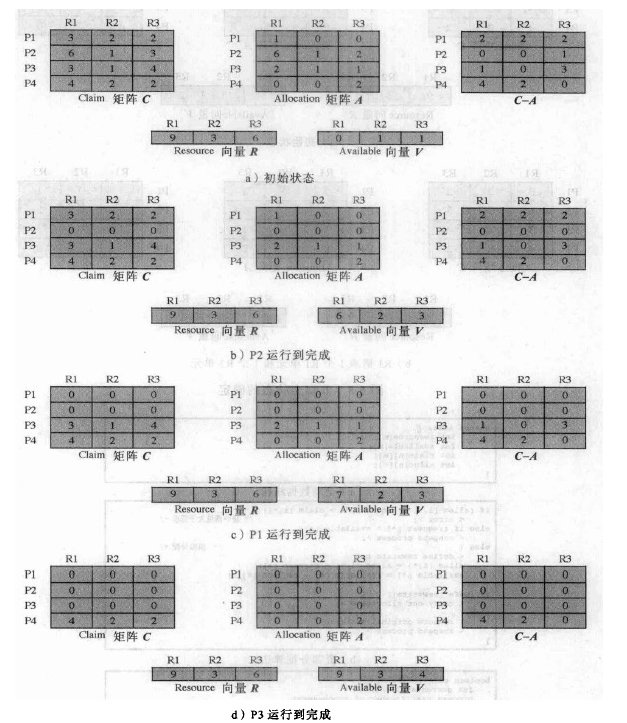 R1 R2 R3 R1 R2 R3 R1 R2 R3
P1 3 2 2 P1 1 0 0 P1 2 2 2
P2 6 1 3 P2 6 1 2 P2 0 0 1
P3 3 1 4 P3 2 1 1 P3 1 0 3
P4 4 2 2 P4 0 0 2 P4 4 2 0
Claim 矩阵 C Allocation 矩阵 A C–A
R1 R2 R3 R1 R2 R3
9 3 6 0 1 1
Resource 向量 R Available 向量 V
a）初始状态
R1 R2 R3 R1 R2 R3 R1 R2 R3
P1 3 2 2 P1 1 0 0 P1 2 2 2
P2 0 0 0 P2 0 0 0 P2 0 0 0
P3 3 1 4 P3 2 1 1 P3 1 0 3
P4 4 2 2 P4 0 0 2 P4 4 2 0
Claim 矩阵 C Allocation 矩阵 A C–A
R1 R2 R3 R1 R2 R3
9 3 6 6 2 3
Resource 向量 R Available 向量 V
b）P2 运行到完成
R1 R2 R3 R1 R2 R3 R1 R2 R3
P1 0 0 0 P1 0 0 0 P1 0 0 0
P2 0 0 0 P2 0 0 0 P2 0 0 0
P3 3 1 4 P3 2 1 1 P3 1 0 3
P4 4 2 2 P4 0 0 2 P4 4 2 0
Claim 矩阵 C Allocation 矩阵 A C–A
R1 R2 R3 R1 R2 R3
9 3 6 7 2 3
Resource 向量 R Available 向量 V
c）P1 运行到完成
R1 R2 R3 R1 R2 R3 R1 R2 R3
P1 0 0 0 P1 0 0 0 P1 0 0 0
P2 0 0 0 P2 0 0 0 P2 0 0 0
P3 0 0 0 P3 0 0 0 P3 0 0 0
P4 4 2 2 P4 0 0 2 P4 4 2 0
Claim 矩阵 C Allocation 矩阵 A C–A
R1 R2 R3 R1 R2 R3
9 3 6 9 3 4
Resource 向量 R Available 向量 V
d）P3 运行到完成